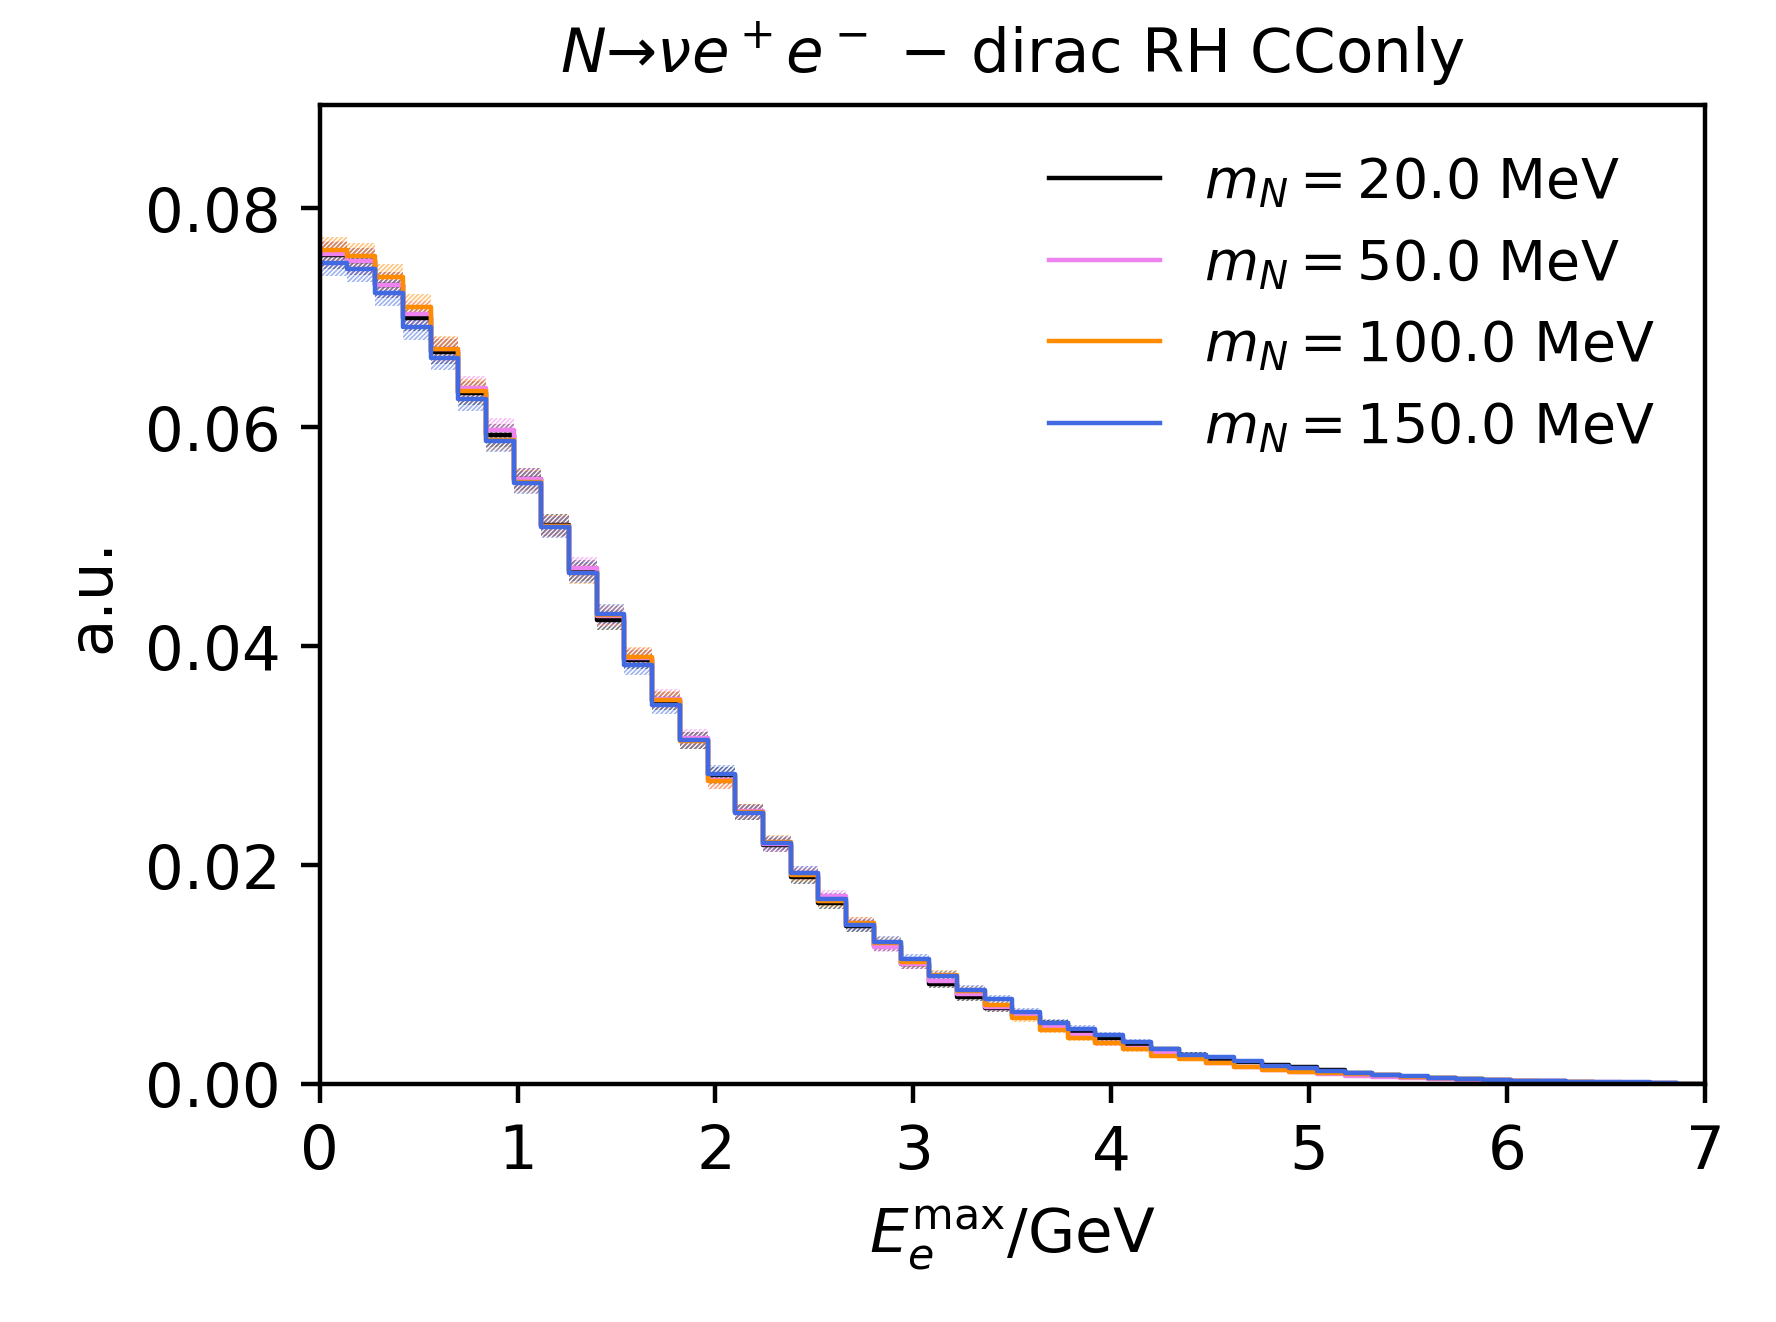 N→νe⁺e⁻ − dirac RH CConly
m_N = 20.0 MeV
m_N = 50.0 MeV
m_N = 100.0 MeV
m_N = 150.0 MeV
0.08
0.06
0.04
0.02
0.00
a.u.
0 1 2 3 4 5 6 7
E_e^max/GeV